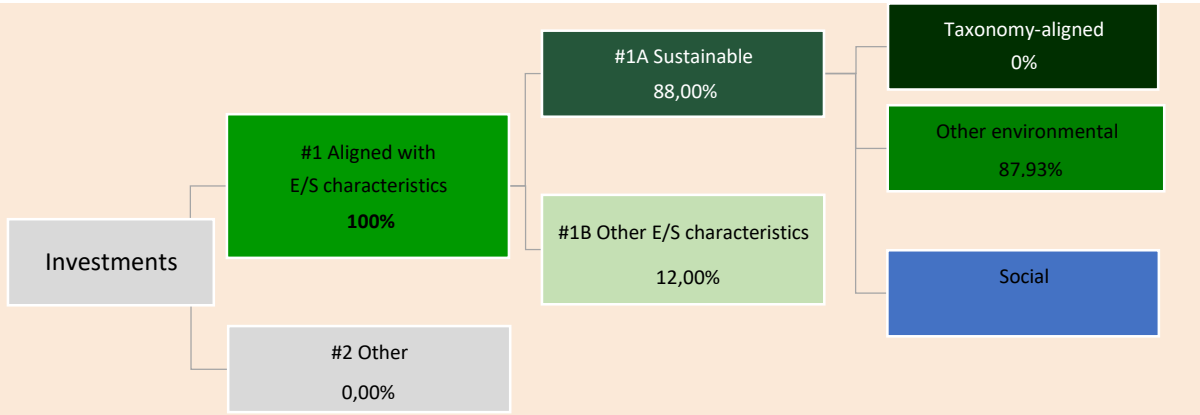 Investments
#1 Aligned with
E/S characteristics
100%
#2 Other
0,00%
#1A Sustainable
88,00%
#1B Other E/S characteristics
12,00%
Taxonomy-aligned
0%
Other environmental
87,93%
Social